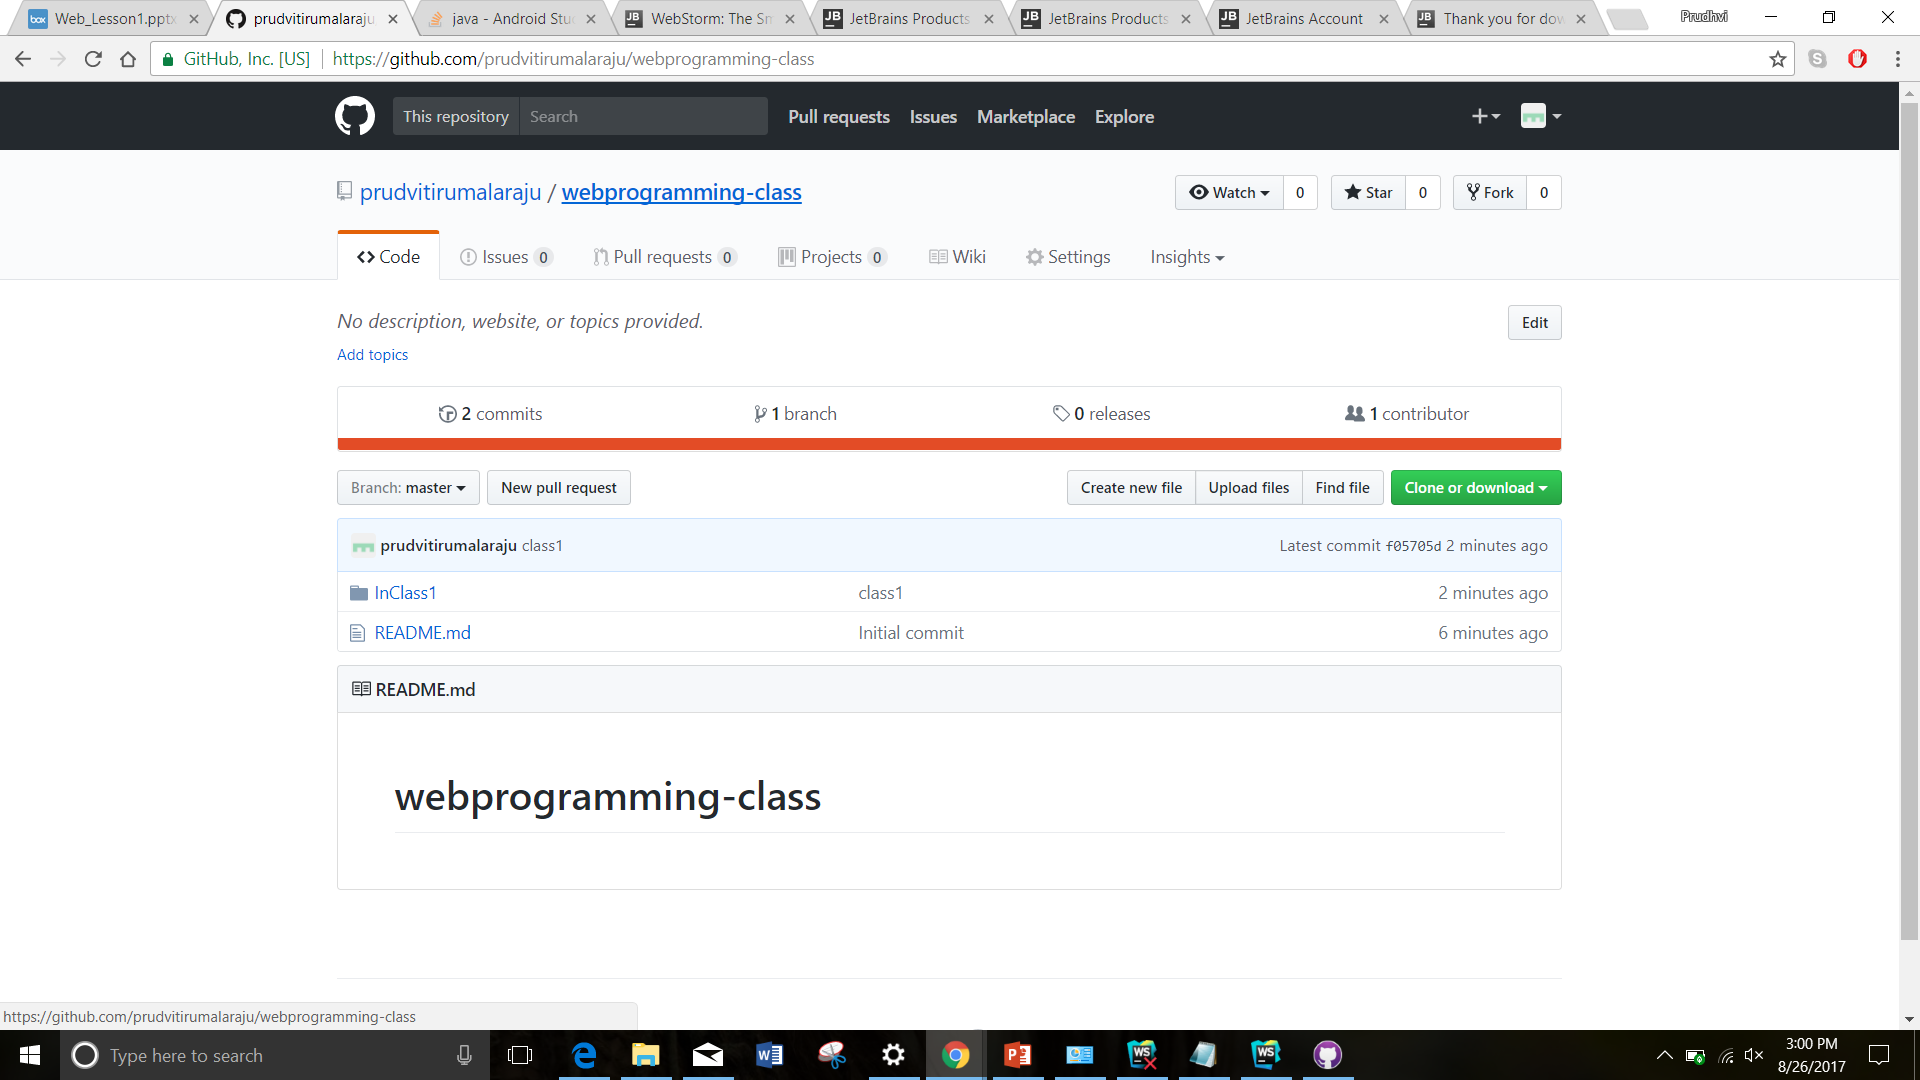 Web_Lesson1.pptx prudvitirumalaraju java - Android Stu WebStorm: The Sm JetBrains Products JetBrains Products JetBrains Account Thank you for dow Prudhvi
GitHub, Inc. [US] https://github.com/prudvitirumalaraju/webprogramming-class
This repository Search Pull requests Issues Marketplace Explore
prudvitirumalaraju / webprogramming-class Watch 0 Star 0 Fork 0
Code Issues 0 Pull requests 0 Projects 0 Wiki Settings Insights
No description, website, or topics provided. Edit
Add topics
2 commits 1 branch 0 releases 1 contributor
Branch: master New pull request Create new file Upload files Find file Clone or download
prudvitirumalaraju class1 Latest commit f05705d 2 minutes ago
InClass1 class1 2 minutes ago
README.md Initial commit 6 minutes ago
README.md
webprogramming-class
https://github.com/prudvitirumalaraju/webprogramming-class
Type here to search 3:00 PM
8/26/2017